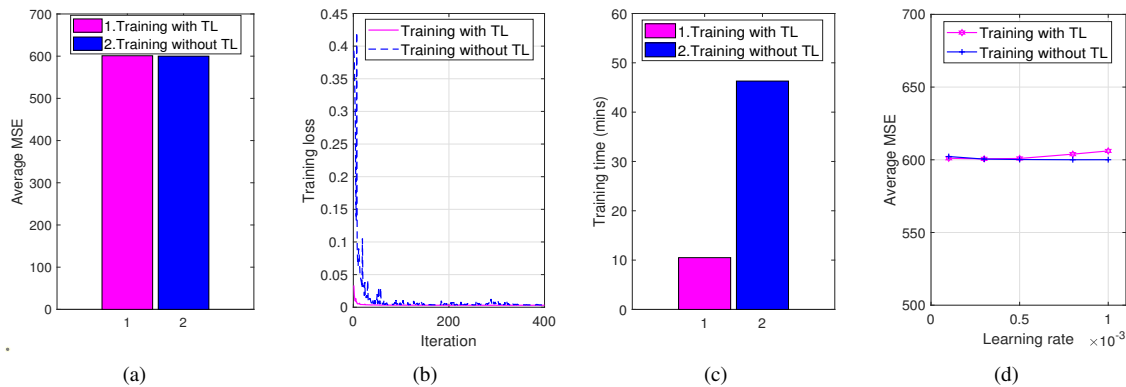 700
600
500
400
300
200
100
0
Average MSE
1.Training with TL
2.Training without TL
1
2
(a)
0.45
0.4
0.35
0.3
0.25
0.2
0.15
0.1
0.05
0
Training loss
Training with TL
Training without TL
0
200
400
Iteration
(b)
60
50
40
30
20
10
0
Training time (mins)
1.Training with TL
2.Training without TL
1
2
(c)
700
650
600
550
500
Average MSE
Training with TL
Training without TL
0
0.5
1
Learning rate
×10⁻³
(d)